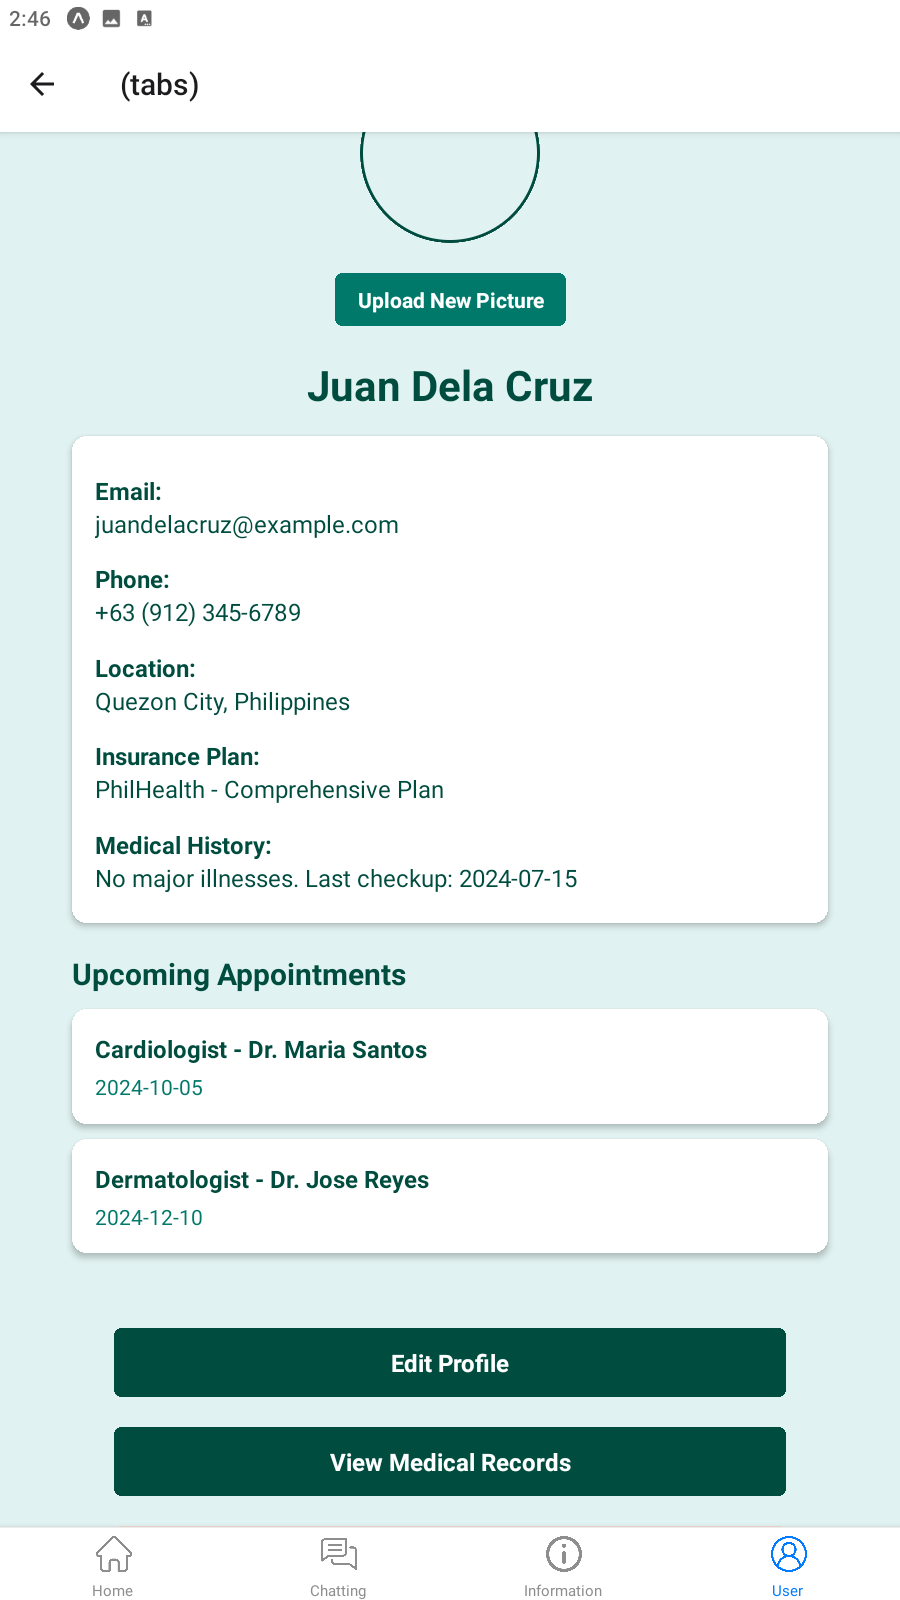 2:46
(tabs)
Upload New Picture
Juan Dela Cruz
Email:
juandelacruz@example.com
Phone:
+63 (912) 345-6789
Location:
Quezon City, Philippines
Insurance Plan:
PhilHealth - Comprehensive Plan
Medical History:
No major illnesses. Last checkup: 2024-07-15
Upcoming Appointments
Cardiologist - Dr. Maria Santos
2024-10-05
Dermatologist - Dr. Jose Reyes
2024-12-10
Edit Profile
View Medical Records
Home Chatting Information User